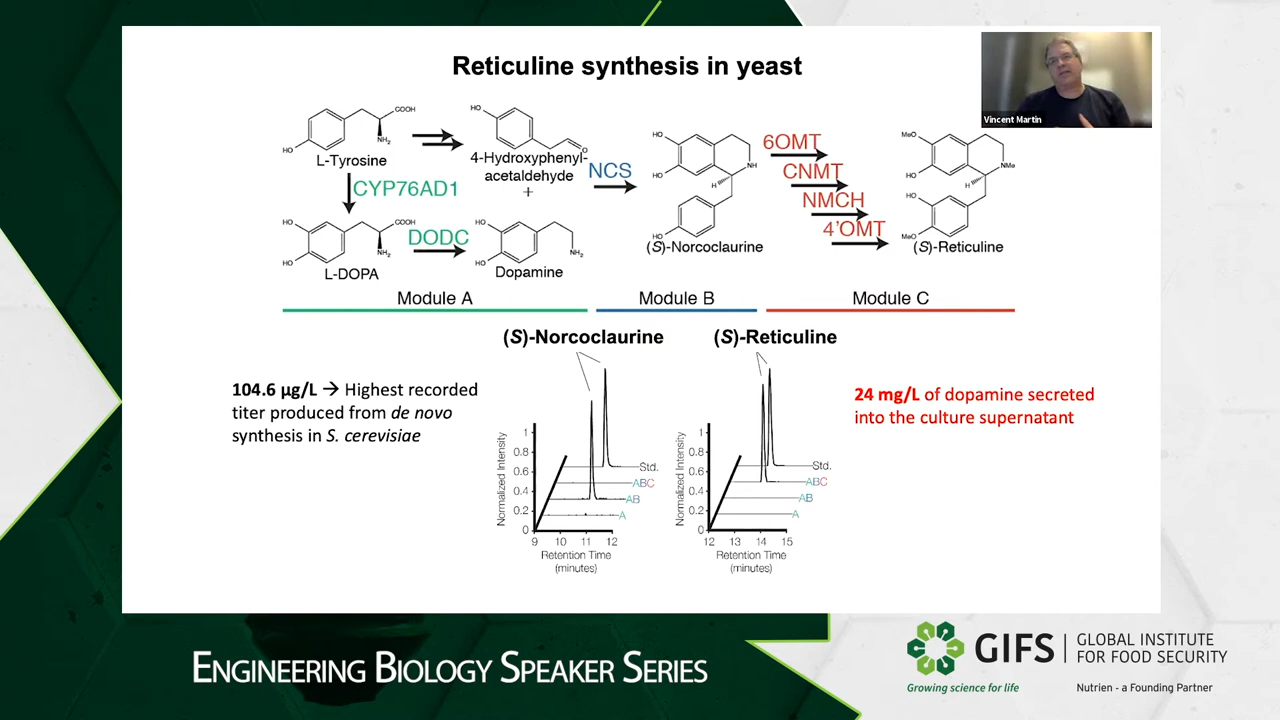 Reticuline synthesis in yeast
Vincent Martin
HO
COOH
NH₂
L-Tyrosine
HO
O
4-Hydroxyphenyl-
acetaldehyde
+
CYP76AD1
HO
HO
COOH
NH₂
L-DOPA
DODC
HO
HO
NH₂
Dopamine
NCS
HO
HO
NH
H
HO
(S)-Norcoclaurine
6OMT
CNMT
NMCH
4'OMT
MeO
HO
NMe
H
HO
MeO
(S)-Reticuline
Module A
Module B
Module C
(S)-Norcoclaurine
(S)-Reticuline
104.6 µg/L → Highest recorded
titer produced from de novo
synthesis in S. cerevisiae
24 mg/L of dopamine secreted
into the culture supernatant
Normalized Intensity
1
0.8
0.6
0.4
0.2
0
Std.
ABC
AB
A
9 10 11 12
Retention Time
(minutes)
Normalized Intensity
1
0.8
0.6
0.4
0.2
0
Std.
ABC
AB
A
12 13 14 15
Retention Time
(minutes)
ENGINEERING BIOLOGY SPEAKER SERIES
GIFS
GLOBAL INSTITUTE
FOR FOOD SECURITY
Growing science for life
Nutrien - a Founding Partner